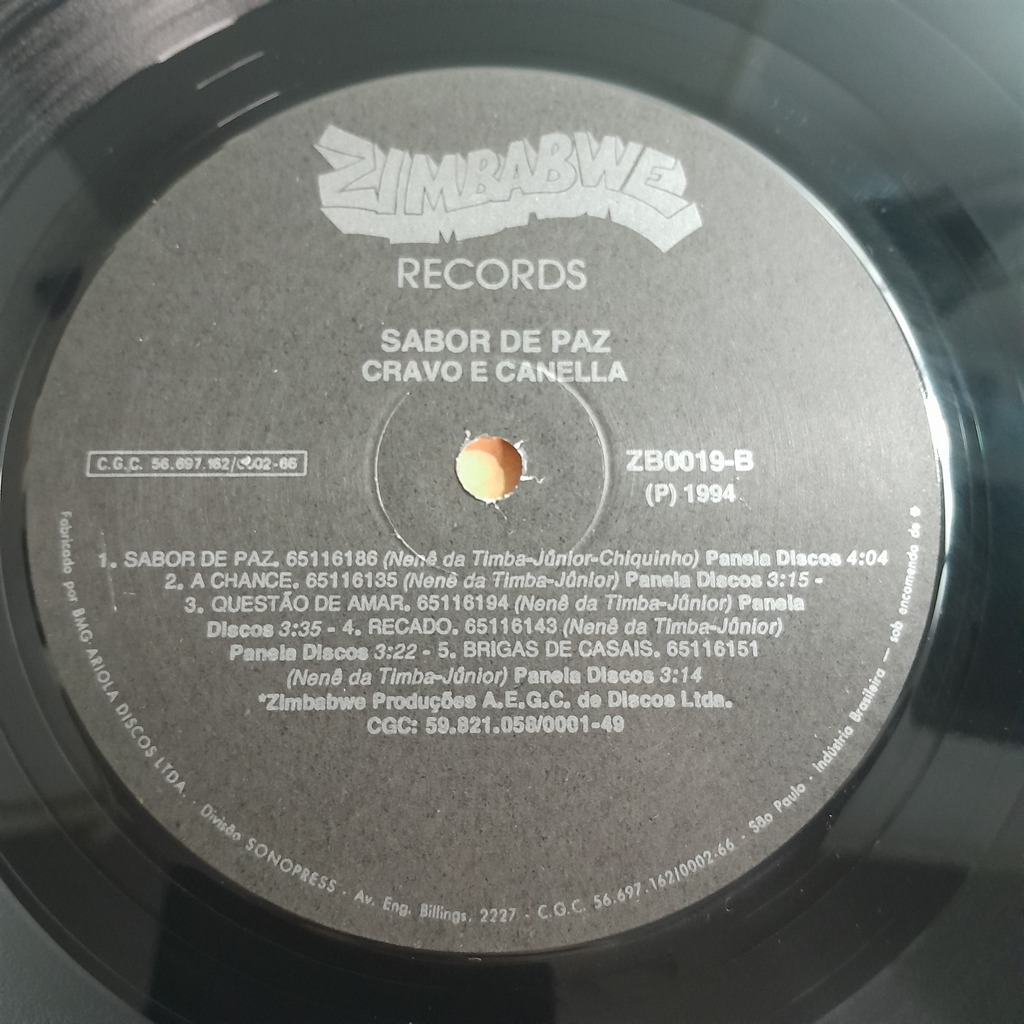 ZIMBABWE
RECORDS
SABOR DE PAZ
CRAVO E CANELLA
C.G.C. 56.697.162/0002-66
ZB0019-B
(P) 1994
1. SABOR DE PAZ. 65116186 (Nenê da Timba-Júnior-Chiquinho) Panela Discos 4:04
2. A CHANCE. 65116135 (Nenê da Timba-Júnior) Panela Discos 3:15 -
3. QUESTÃO DE AMAR. 65116194 (Nenê da Timba-Júnior) Panela
Discos 3:35 - 4. RECADO. 65116143 (Nenê da Timba-Júnior)
Panela Discos 3:22 - 5. BRIGAS DE CASAIS. 65116151
(Nenê da Timba-Júnior) Panela Discos 3:14
*Zimbabwe Produções A.E.G.C. de Discos Ltda.
CGC: 59.821.058/0001-49
Fabricado por BMG-ARIOLA DISCOS LTDA. · Divisão SONOPRESS · Av. Eng. Billings, 2227 · C.G.C. 56.697.162/0002-66 · São Paulo · Indústria Brasileira — sob encomenda de *